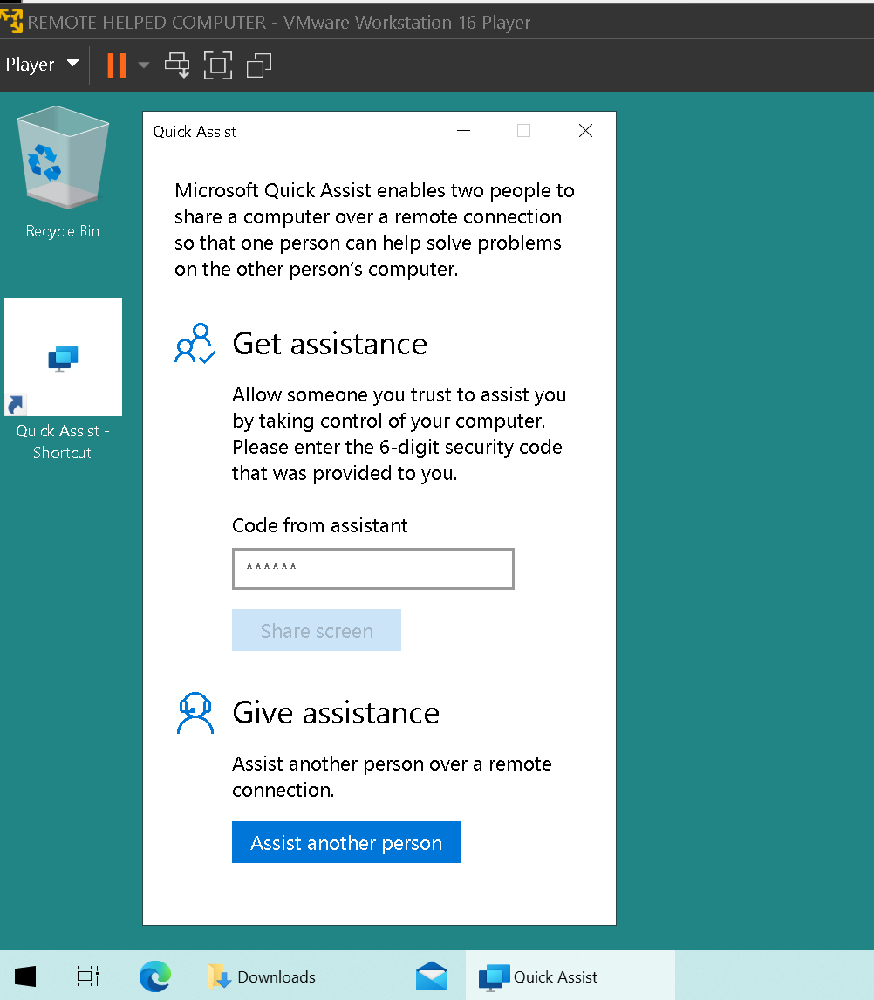 REMOTE HELPED COMPUTER - VMware Workstation 16 Player
Player
Recycle Bin
Quick Assist - Shortcut
Quick Assist
Microsoft Quick Assist enables two people to
share a computer over a remote connection
so that one person can help solve problems
on the other person’s computer.
Get assistance
Allow someone you trust to assist you
by taking control of your computer.
Please enter the 6-digit security code
that was provided to you.
Code from assistant
******
Share screen
Give assistance
Assist another person over a remote
connection.
Assist another person
Downloads
Quick Assist